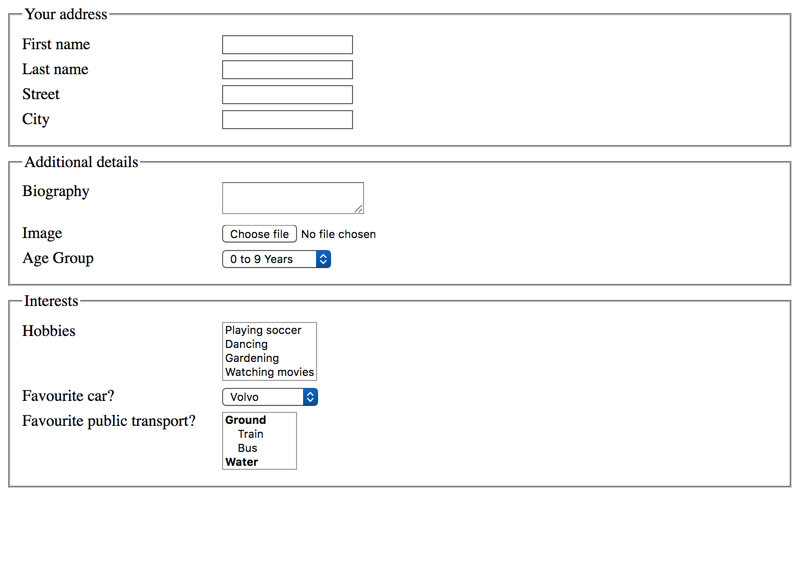 Your address
First name
Last name
Street
City
Additional details
Biography
Image Choose file No file chosen
Age Group 0 to 9 Years
Interests
Hobbies Playing soccer
Dancing
Gardening
Watching movies
Favourite car? Volvo
Favourite public transport? Ground
Train
Bus
Water